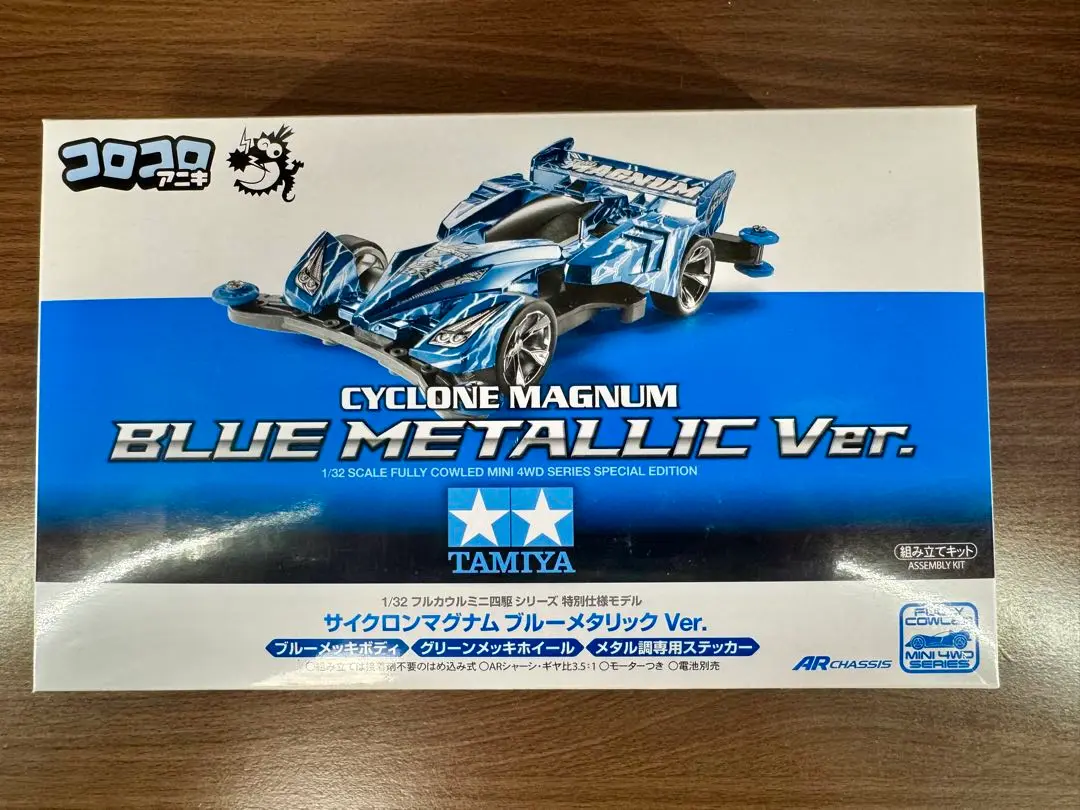 コロコロ
アニキ
MAGNUM
CYCLONE MAGNUM
BLUE METALLIC Ver.
1/32 SCALE FULLY COWLED MINI 4WD SERIES SPECIAL EDITION
TAMIYA
組み立てキット
ASSEMBLY KIT
1/32 フルカウルミニ四駆 シリーズ 特別仕様モデル
サイクロンマグナム ブルーメタリック Ver.
ブルーメッキボディ グリーンメッキホイール メタル調専用ステッカー
○組み立ては接着剤不要のはめ込み式 ○ARシャーシ・ギヤ比3.5:1 ○モーターつき ○電池別売
AR CHASSIS
FULLY
COWLED
MINI 4WD
SERIES